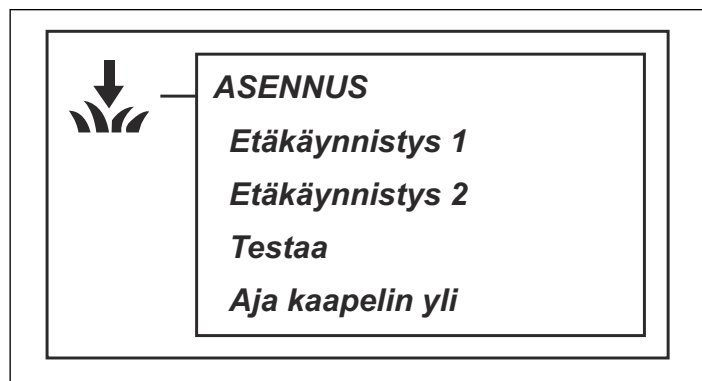 ASENNUS
Etäkäynnistys 1
Etäkäynnistys 2
Testaa
Aja kaapelin yli